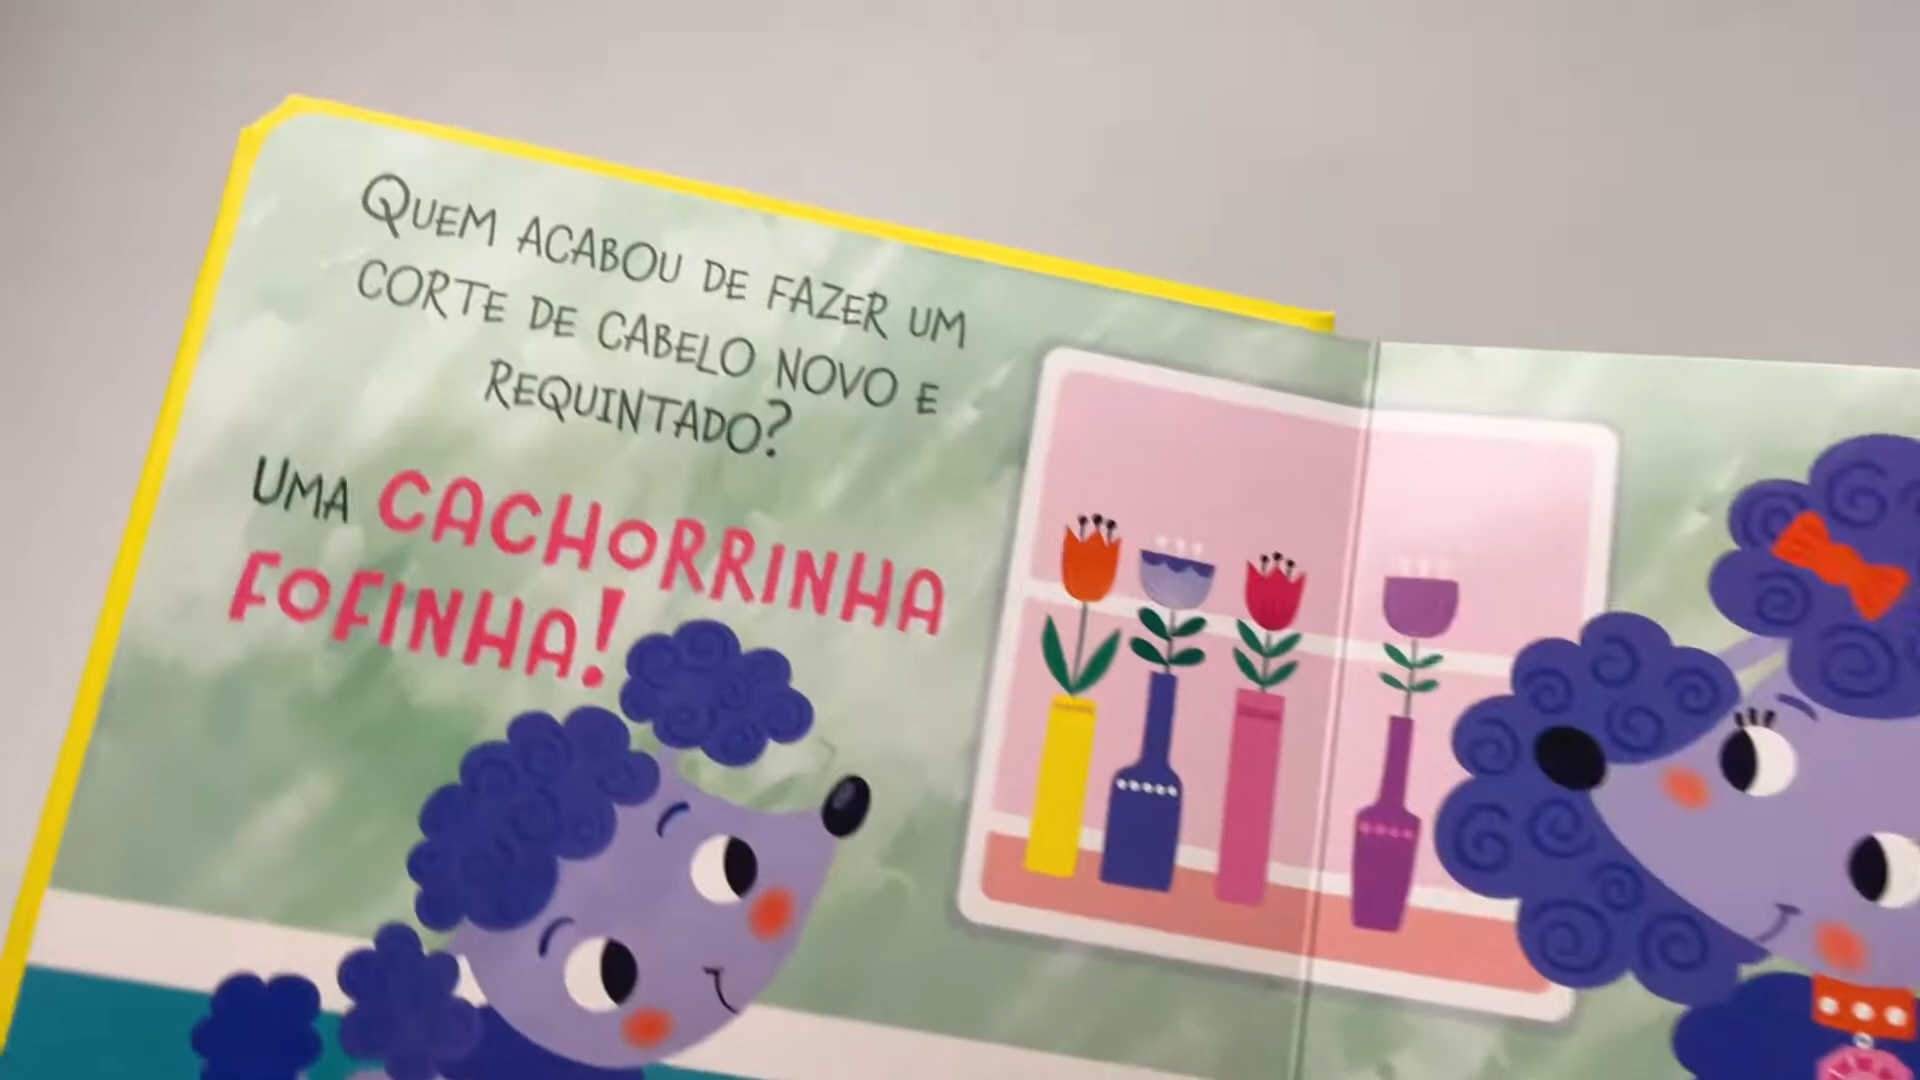 QUEM ACABOU DE FAZER UM
CORTE DE CABELO NOVO E
REQUINTADO?
UMA CACHORRINHA
FOFINHA!